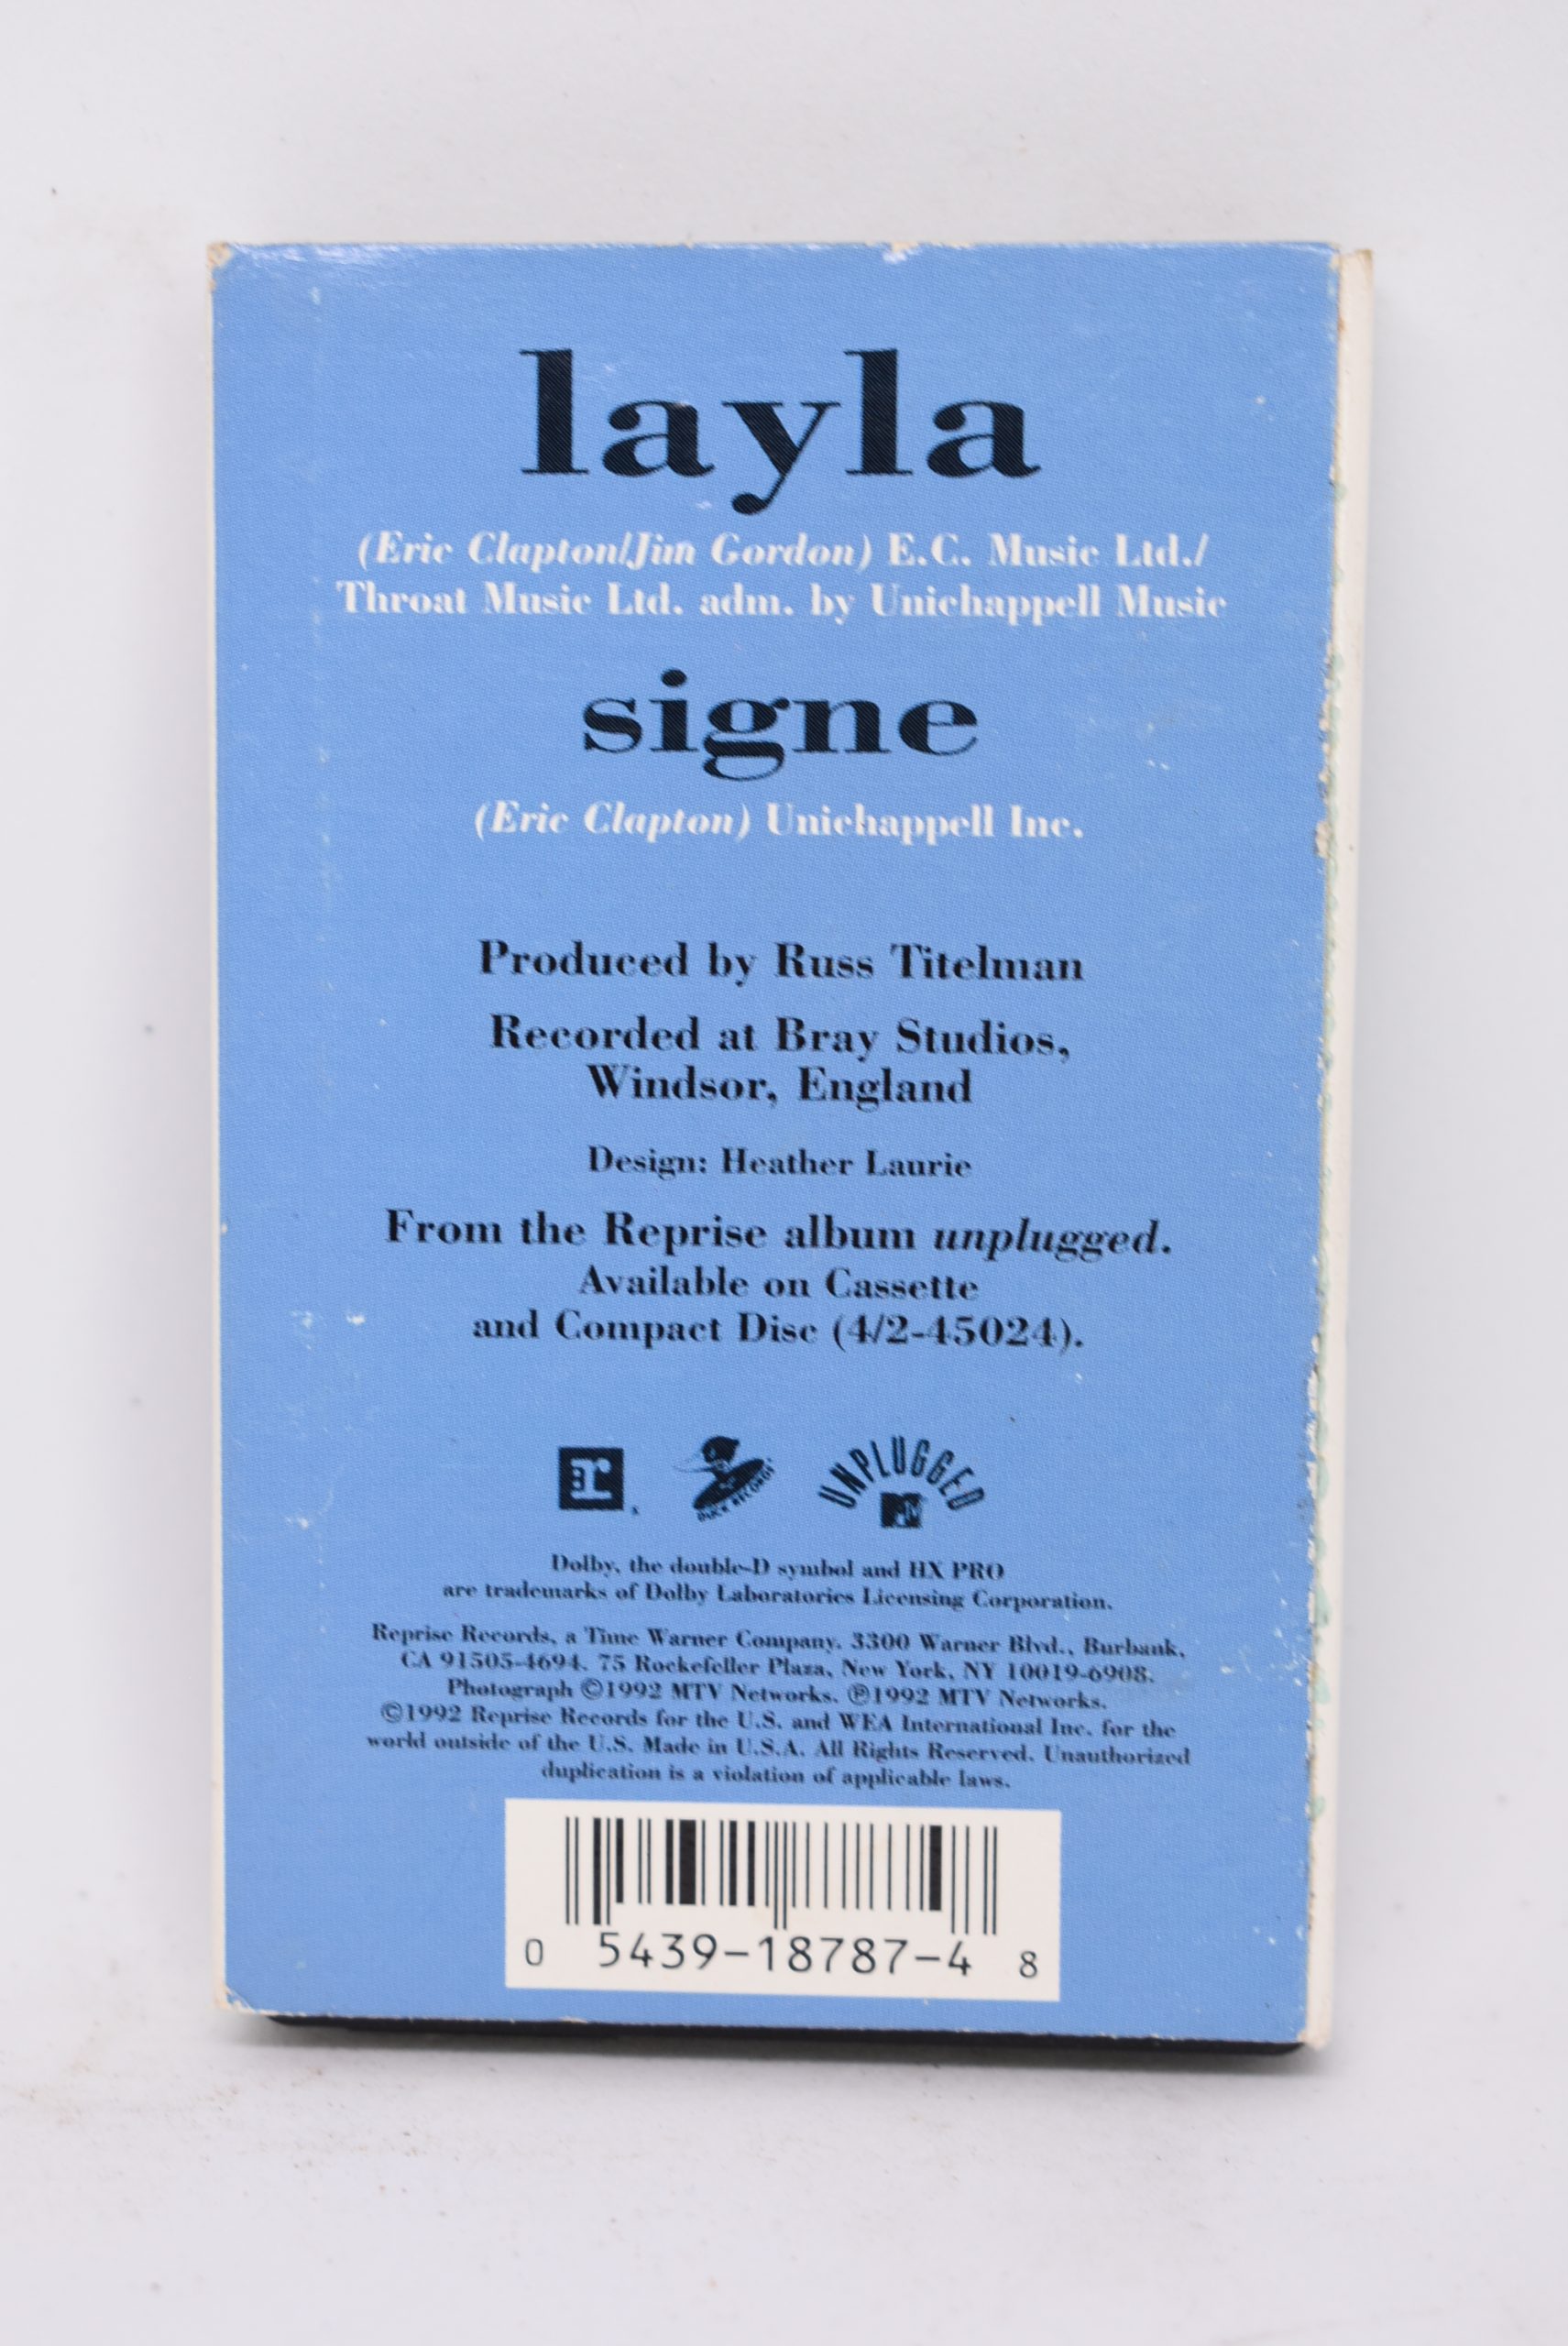 layla
(Eric Clapton/Jim Gordon) E.C. Music Ltd./
Throat Music Ltd. adm. by Unichappell Music
signe
(Eric Clapton) Unichappell Inc.
Produced by Russ Titelman
Recorded at Bray Studios,
Windsor, England
Design: Heather Laurie
From the Reprise album unplugged.
Available on Cassette
and Compact Disc (4/2-45024).
r
DUCK RECORDS
UNPLUGGED
MTV
Dolby, the double-D symbol and HX PRO
are trademarks of Dolby Laboratories Licensing Corporation.
Reprise Records, a Time Warner Company. 3300 Warner Blvd., Burbank,
CA 91505-4694. 75 Rockefeller Plaza, New York, NY 10019-6908.
Photograph ©1992 MTV Networks. ℗1992 MTV Networks.
©1992 Reprise Records for the U.S. and WEA International Inc. for the
world outside of the U.S. Made in U.S.A. All Rights Reserved. Unauthorized
duplication is a violation of applicable laws.
0 5439-18787-4 8